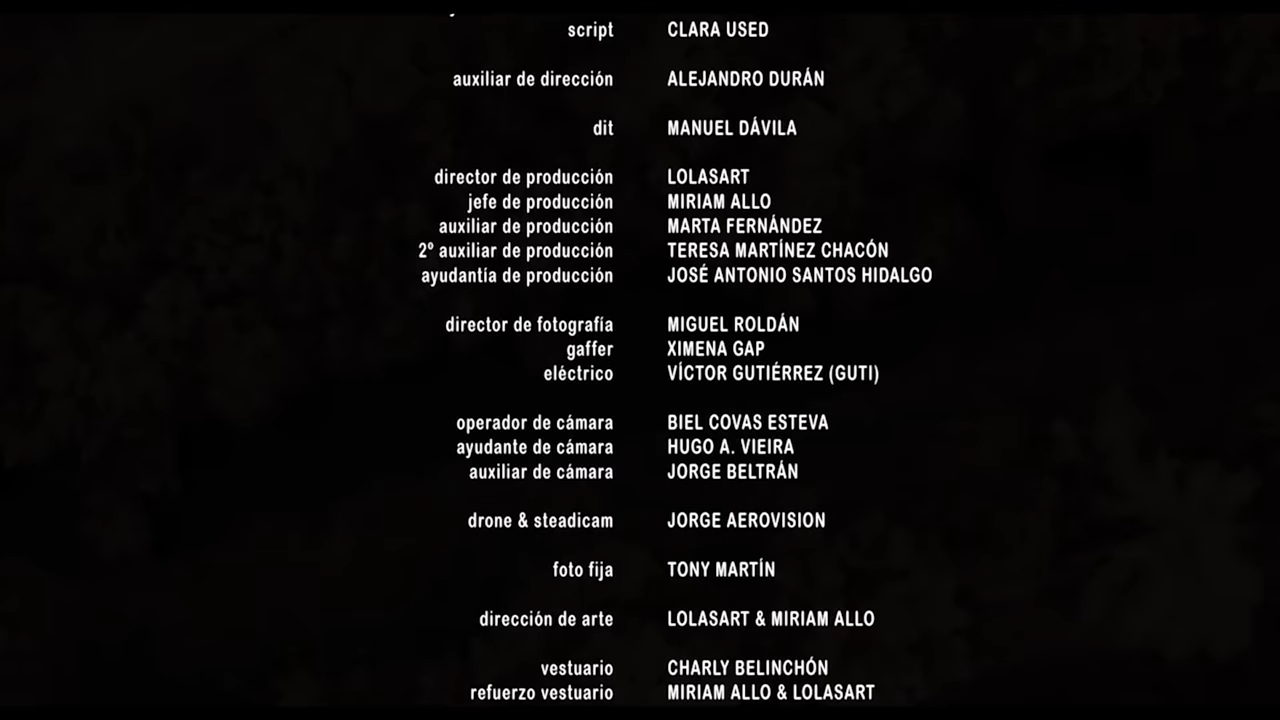 script CLARA USED
auxiliar de dirección ALEJANDRO DURÁN
dit MANUEL DÁVILA
director de producción LOLASART
jefe de producción MIRIAM ALLO
auxiliar de producción MARTA FERNÁNDEZ
2º auxiliar de producción TERESA MARTÍNEZ CHACÓN
ayudantía de producción JOSÉ ANTONIO SANTOS HIDALGO
director de fotografía MIGUEL ROLDÁN
gaffer XIMENA GAP
eléctrico VÍCTOR GUTIÉRREZ (GUTI)
operador de cámara BIEL COVAS ESTEVA
ayudante de cámara HUGO A. VIEIRA
auxiliar de cámara JORGE BELTRÁN
drone & steadicam JORGE AEROVISION
foto fija TONY MARTÍN
dirección de arte LOLASART & MIRIAM ALLO
vestuario CHARLY BELINCHÓN
refuerzo vestuario MIRIAM ALLO & LOLASART